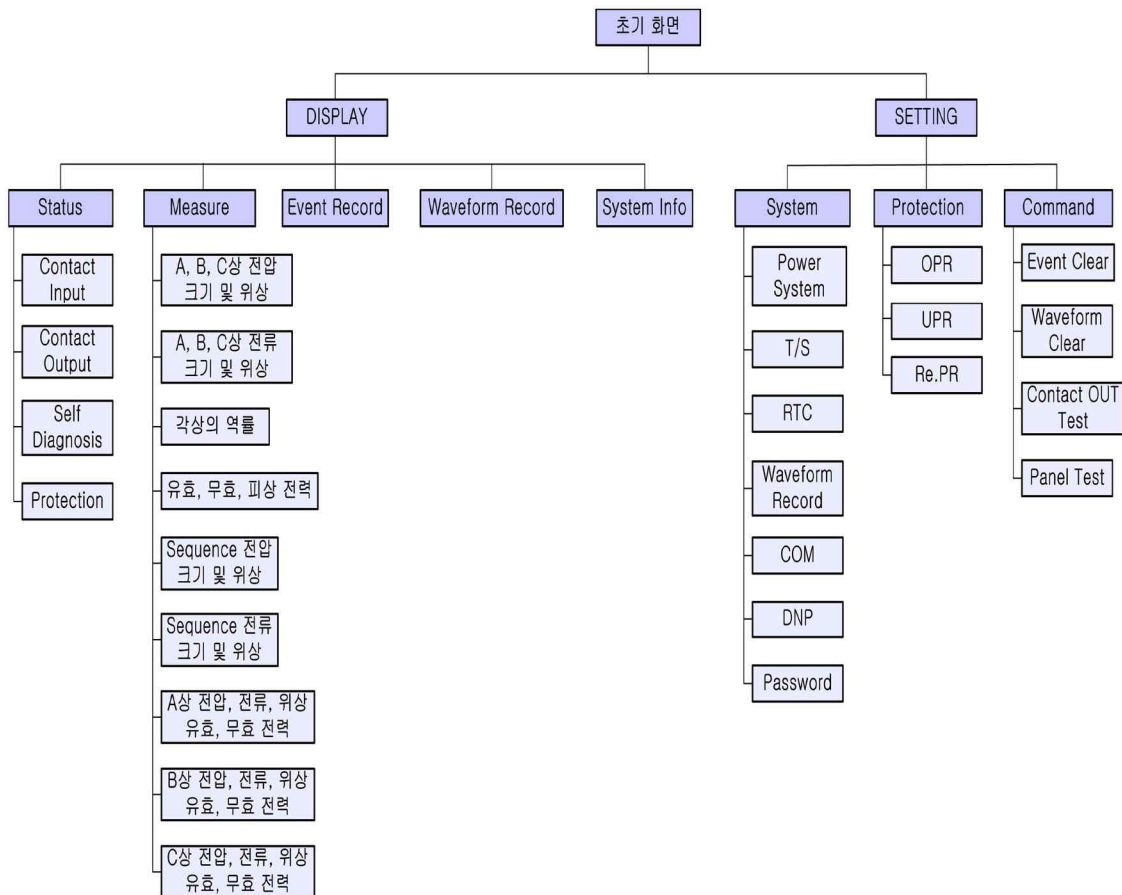 초기 화면
DISPLAY
SETTING
Status
Measure
Event Record
Waveform Record
System Info
System
Protection
Command
Contact
Input
Contact
Output
Self
Diagnosis
Protection
A, B, C상 전압
크기 및 위상
A, B, C상 전류
크기 및 위상
각상의 역률
유효, 무효, 피상 전력
Sequence 전압
크기 및 위상
Sequence 전류
크기 및 위상
A상 전압, 전류, 위상
유효, 무효 전력
B상 전압, 전류, 위상
유효, 무효 전력
C상 전압, 전류, 위상
유효, 무효 전력
Power
System
T/S
RTC
Waveform
Record
COM
DNP
Password
OPR
UPR
Re.PR
Event Clear
Waveform
Clear
Contact OUT
Test
Panel Test